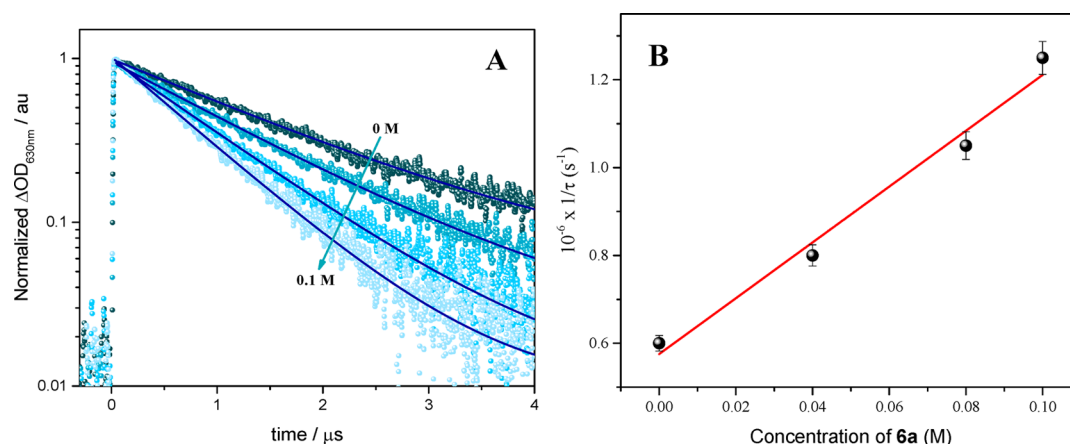 A
Normalized ΔOD630nm / au
1
0.1
0.01
0 M
0.1 M
0
1
2
3
4
time / μs
B
10-6 x 1/τ (s-1)
1.2
1.0
0.8
0.6
0.00
0.02
0.04
0.06
0.08
0.10
Concentration of 6a (M)